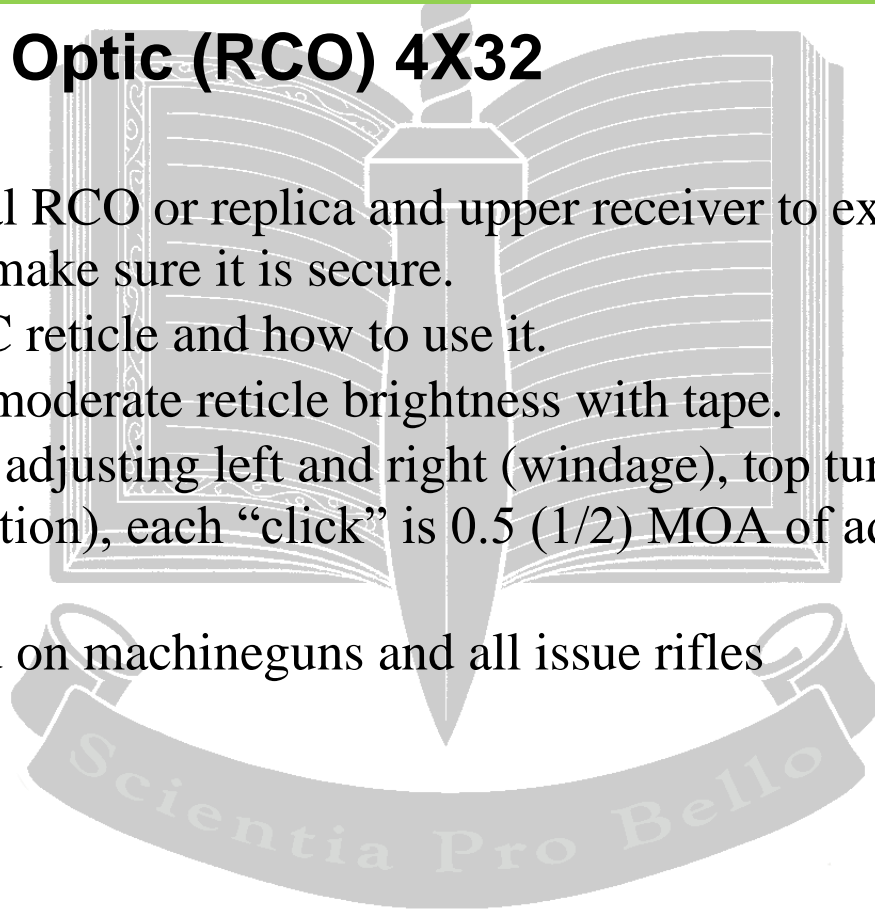 Optic (RCO) 4X32
al RCO or replica and upper receiver to ex
make sure it is secure.
C reticle and how to use it.
moderate reticle brightness with tape.
adjusting left and right (windage), top tur
tion), each “click” is 0.5 (1/2) MOA of ad
on machineguns and all issue rifles
Scientia Pro Bello